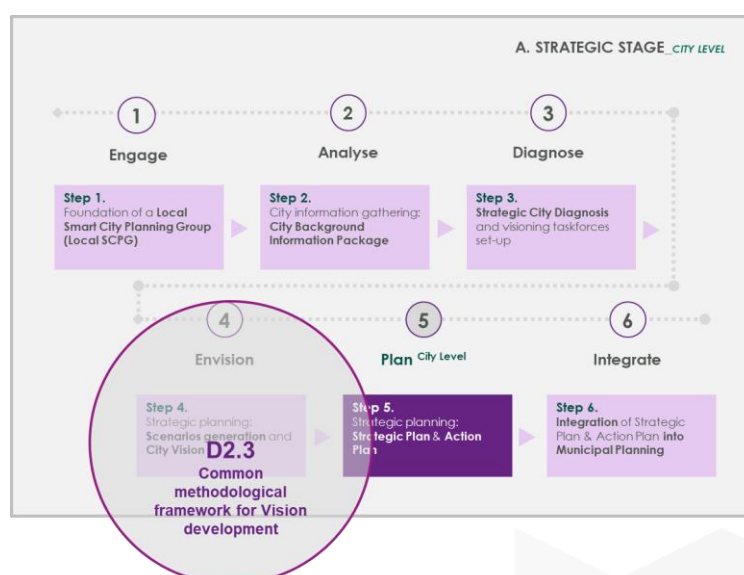 A. STRATEGIC STAGE_CITY LEVEL
1
2
3
Engage
Analyse
Diagnose
Step 1.
Foundation of a Local
Smart City Planning Group
(Local SCPG)
Step 2.
City information gathering:
City Background
Information Package
Step 3.
Strategic City Diagnosis
and visioning taskforces
set-up
4
5
6
Envision
Plan City Level
Integrate
Step 4.
Strategic planning:
Scenarios generation and
City Vision
Step 5.
Strategic planning:
Strategic Plan & Action
Plan
Step 6.
Integration of Strategic
Plan & Action Plan into
Municipal Planning
D2.3
Common
methodological
framework for Vision
development